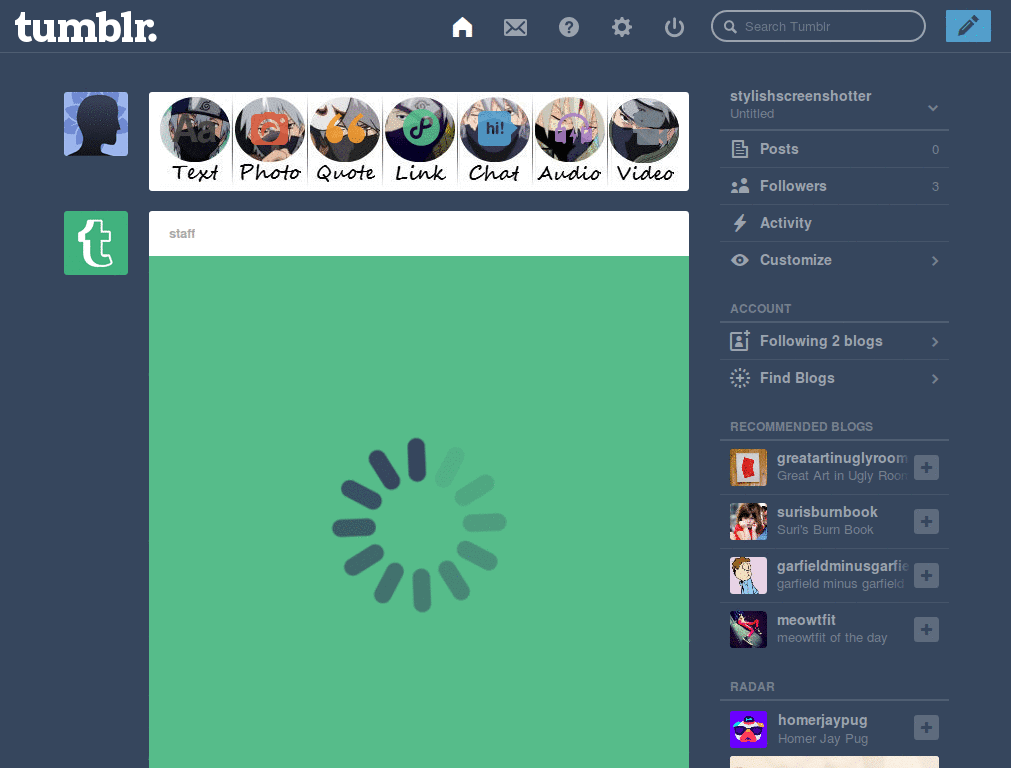 tumblr.
Search Tumblr
Aa
hi!
Text Photo Quote Link Chat Audio Video
t
staff
stylishscreenshotter
Untitled
Posts 0
Followers 3
Activity
Customize
ACCOUNT
Following 2 blogs
Find Blogs
RECOMMENDED BLOGS
greatartinuglyroom
Great Art in Ugly Room
surisburnbook
Suri's Burn Book
garfieldminusgarfie
garfield minus garfield
meowtfit
meowtfit of the day
RADAR
homerjaypug
Homer Jay Pug